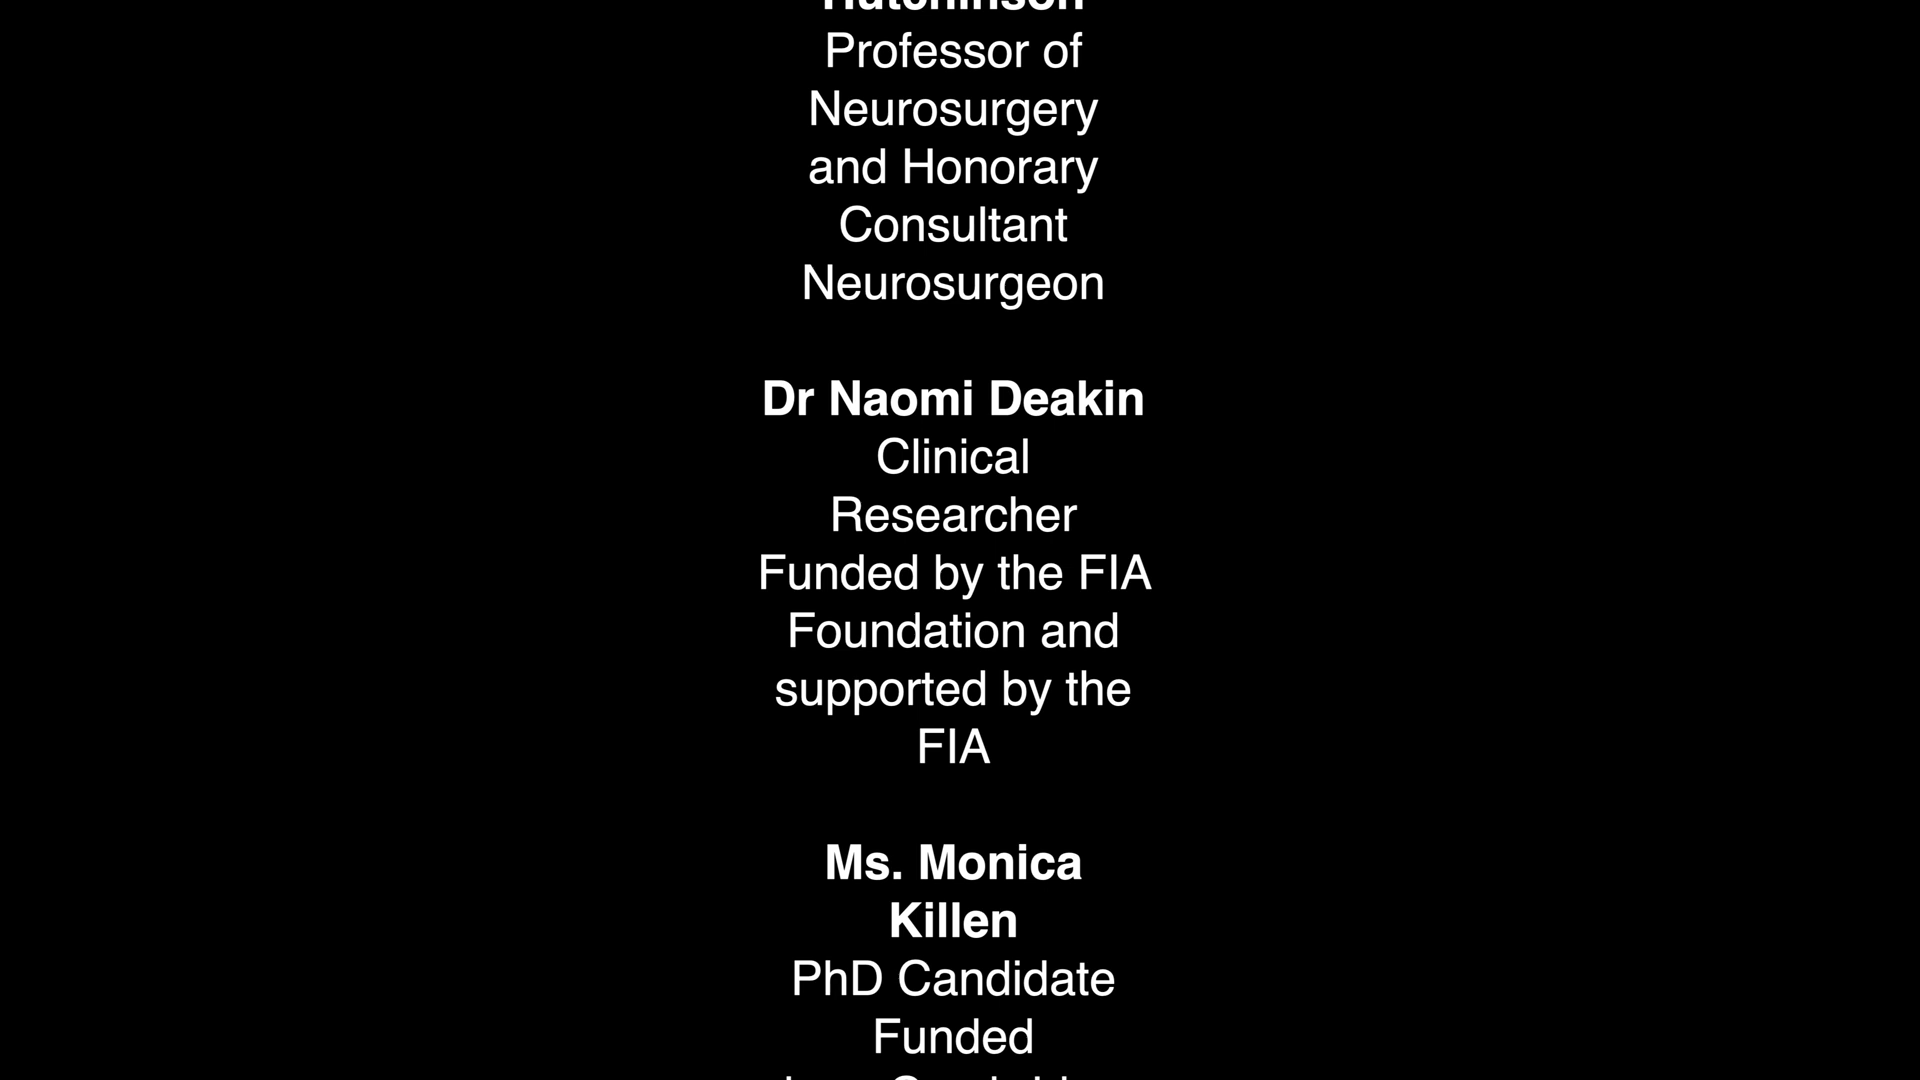 Hutchinson
Professor of
Neurosurgery
and Honorary
Consultant
Neurosurgeon
Dr Naomi Deakin
Clinical
Researcher
Funded by the FIA
Foundation and
supported by the
FIA
Ms. Monica
Killen
PhD Candidate
Funded